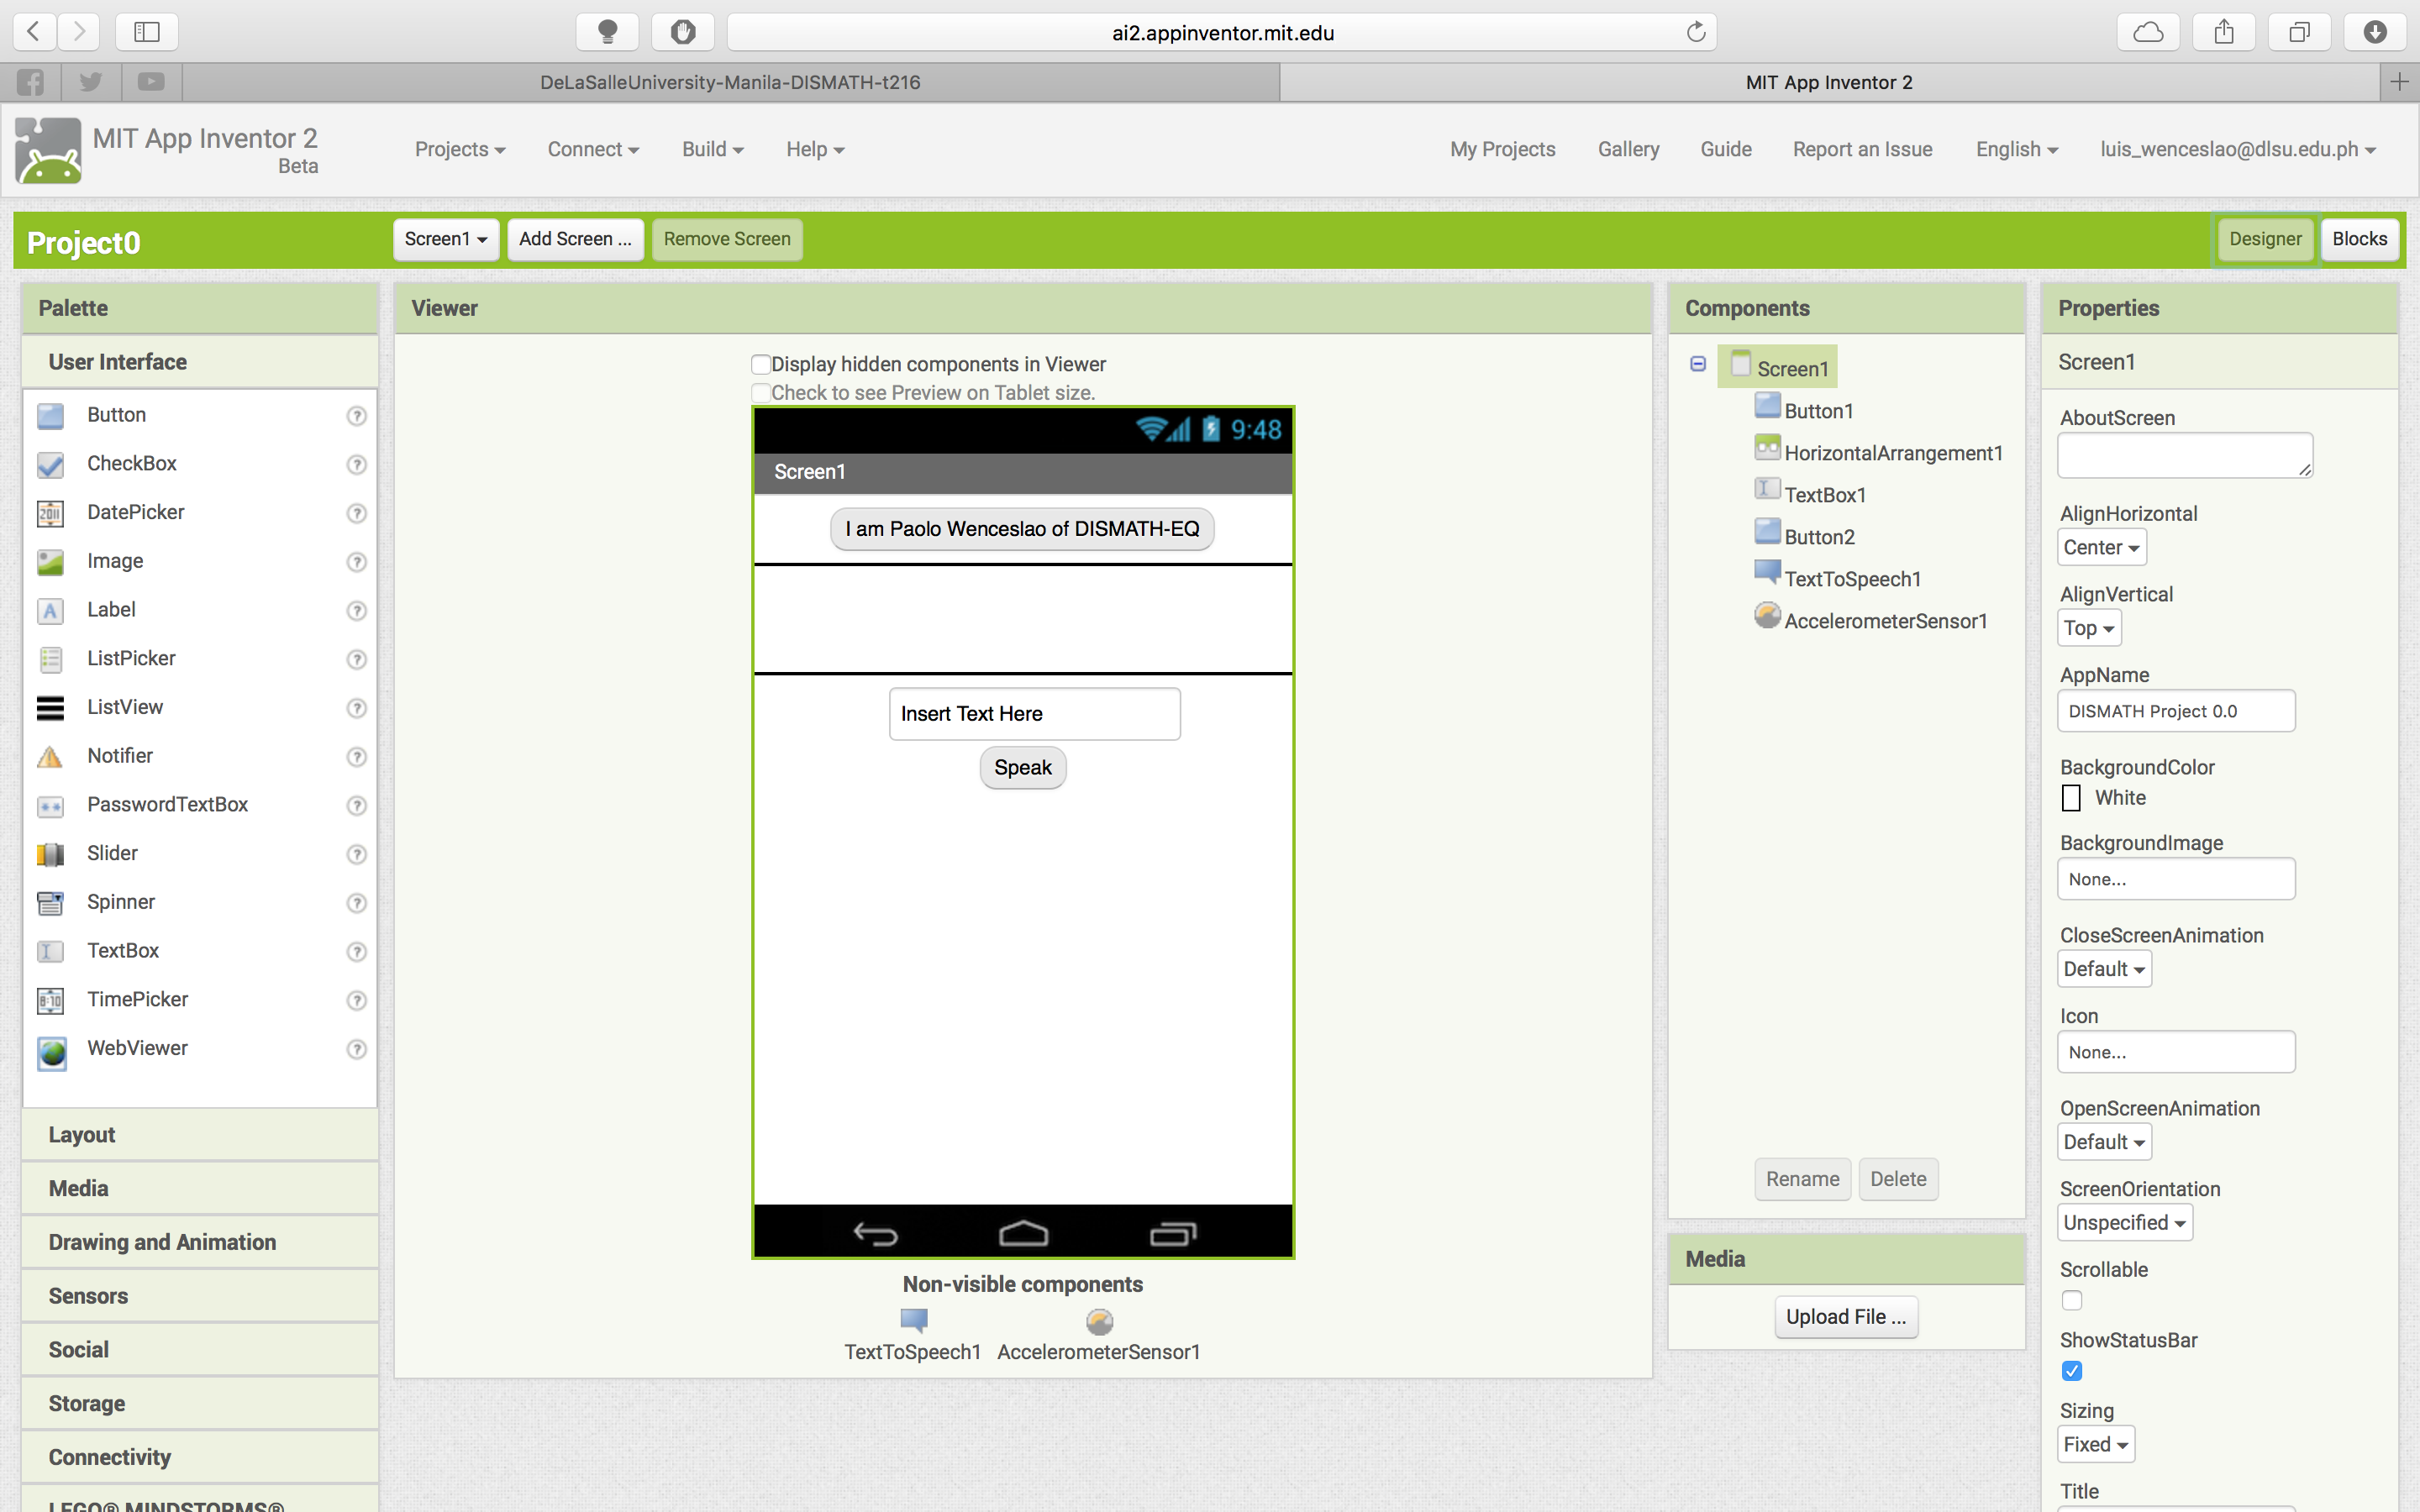 ai2.appinventor.mit.edu
DeLaSalleUniversity-Manila-DISMATH-t216
MIT App Inventor 2
MIT App Inventor 2
Beta
Projects
Connect
Build
Help
My Projects
Gallery
Guide
Report an Issue
English
luis_wenceslao@dlsu.edu.ph
Project0
Screen1
Add Screen ...
Remove Screen
Designer
Blocks
Palette
User Interface
Button
CheckBox
DatePicker
Image
Label
ListPicker
ListView
Notifier
PasswordTextBox
Slider
Spinner
TextBox
TimePicker
WebViewer
Layout
Media
Drawing and Animation
Sensors
Social
Storage
Connectivity
LEGO® MINDSTORMS®
Viewer
Display hidden components in Viewer
Check to see Preview on Tablet size.
9:48
Screen1
I am Paolo Wenceslao of DISMATH-EQ
Insert Text Here
Speak
Non-visible components
TextToSpeech1
AccelerometerSensor1
Components
Screen1
Button1
HorizontalArrangement1
TextBox1
Button2
TextToSpeech1
AccelerometerSensor1
Rename
Delete
Media
Upload File ...
Properties
Screen1
AboutScreen
AlignHorizontal
Center
AlignVertical
Top
AppName
DISMATH Project 0.0
BackgroundColor
White
BackgroundImage
None...
CloseScreenAnimation
Default
Icon
None...
OpenScreenAnimation
Default
ScreenOrientation
Unspecified
Scrollable
ShowStatusBar
Sizing
Fixed
Title